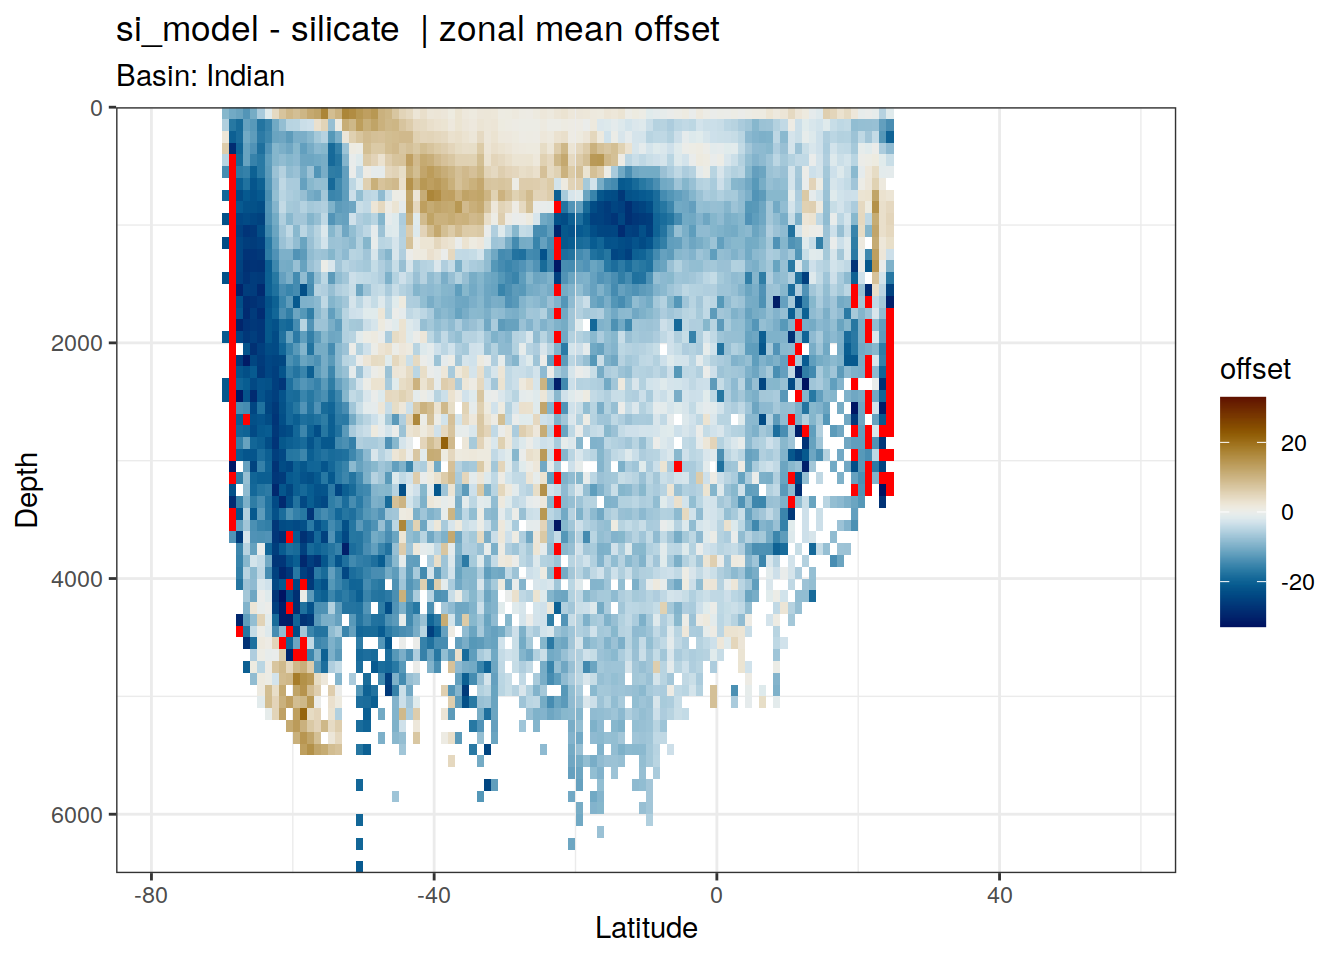 si_model - silicate  | zonal mean offset
Basin: Indian
0
2000
4000
6000
Depth
-80
-40
0
40
Latitude
offset
20
0
-20